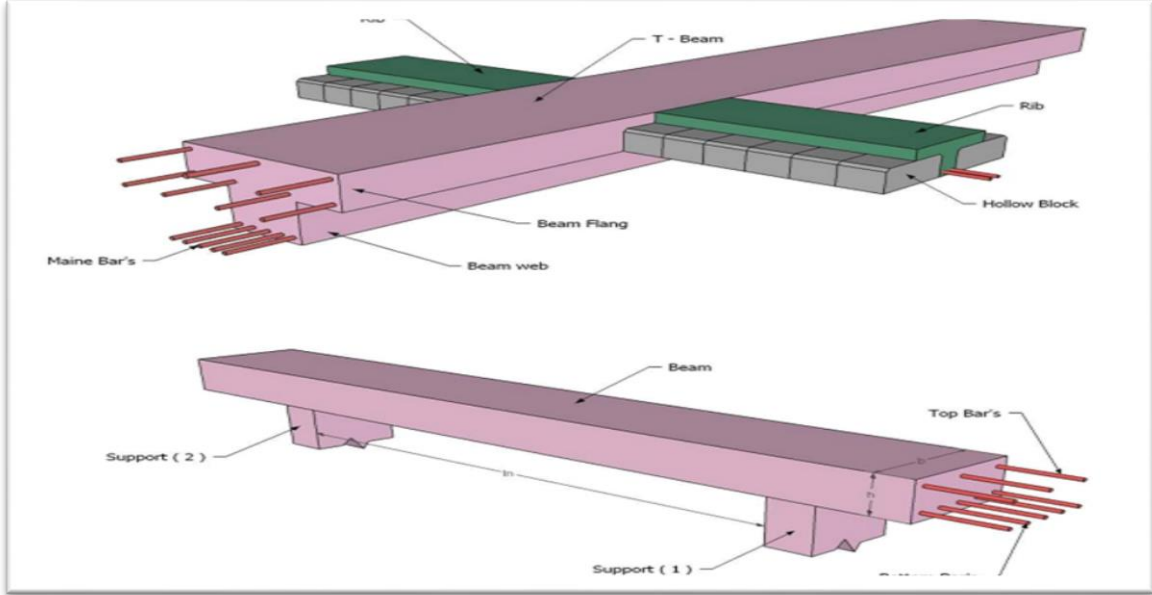 T - Beam
Rib
Hollow Block
Beam Flang
Beam web
Maine Bar's
Beam
Top Bar's
Support ( 2 )
ln
b
h
Support ( 1 )